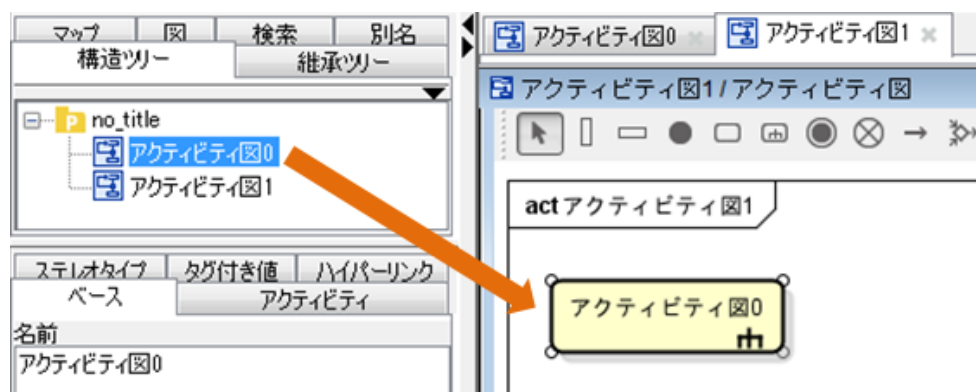 マップ 図 検索 別名
構造ツリー 継承ツリー
no_title
アクティビティ図0
アクティビティ図1
ステレオタイプ タグ付き値 ハイパーリンク
ベース アクティビティ
名前
アクティビティ図0
アクティビティ図0 アクティビティ図1
アクティビティ図1 / アクティビティ図
act アクティビティ図1
アクティビティ図0